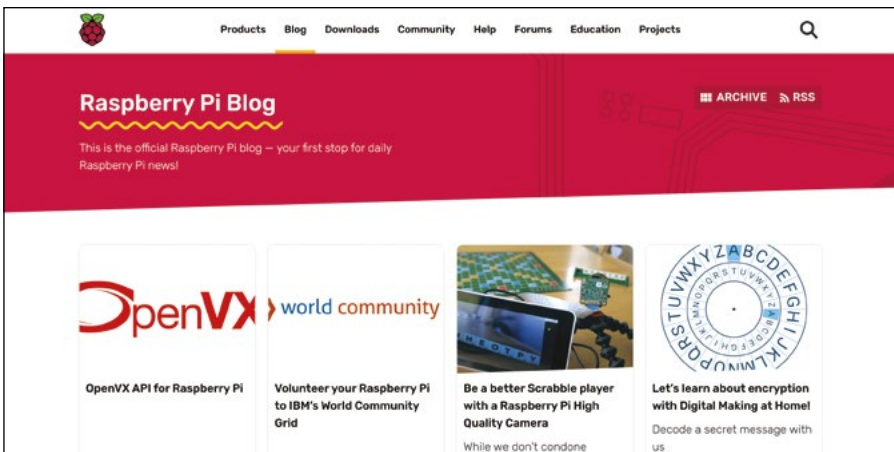 Products Blog Downloads Community Help Forums Education Projects
Raspberry Pi Blog
ARCHIVE RSS
This is the official Raspberry Pi blog — your first stop for daily
Raspberry Pi news!
OpenVX
world community
OpenVX API for Raspberry Pi
Volunteer your Raspberry Pi
to IBM's World Community
Grid
Be a better Scrabble player
with a Raspberry Pi High
Quality Camera
While we don't condone
Let's learn about encryption
with Digital Making at Home!
Decode a secret message with
us